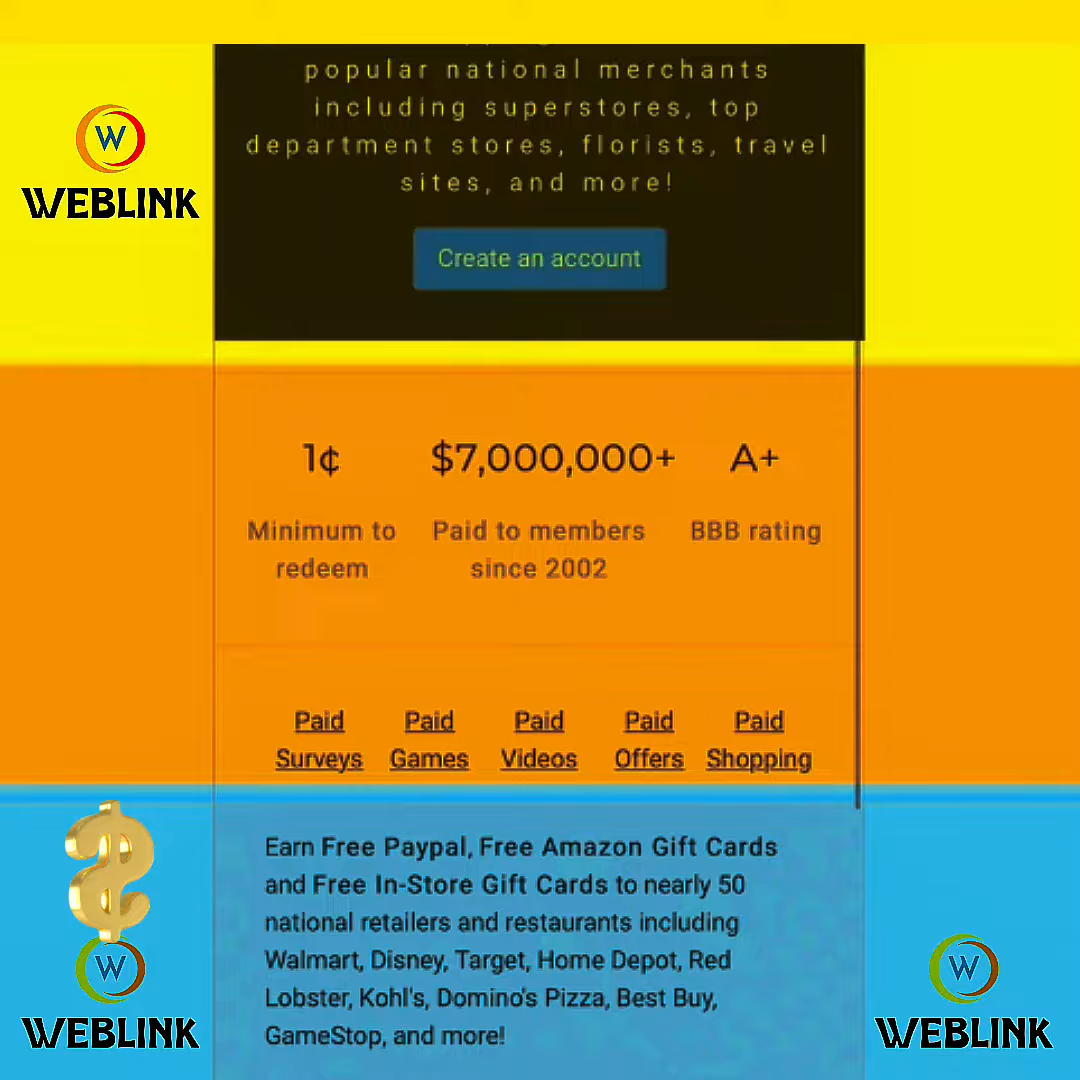 popular national merchants
including superstores, top
department stores, florists, travel
sites, and more!
W
WEBLINK
Create an account
1¢ $7,000,000+ A+
Minimum to Paid to members BBB rating
redeem since 2002
Paid Paid Paid Paid Paid
Surveys Games Videos Offers Shopping
Earn Free Paypal, Free Amazon Gift Cards
and Free In-Store Gift Cards to nearly 50
national retailers and restaurants including
Walmart, Disney, Target, Home Depot, Red
Lobster, Kohl's, Domino's Pizza, Best Buy,
GameStop, and more!
$
W
WEBLINK
W
WEBLINK